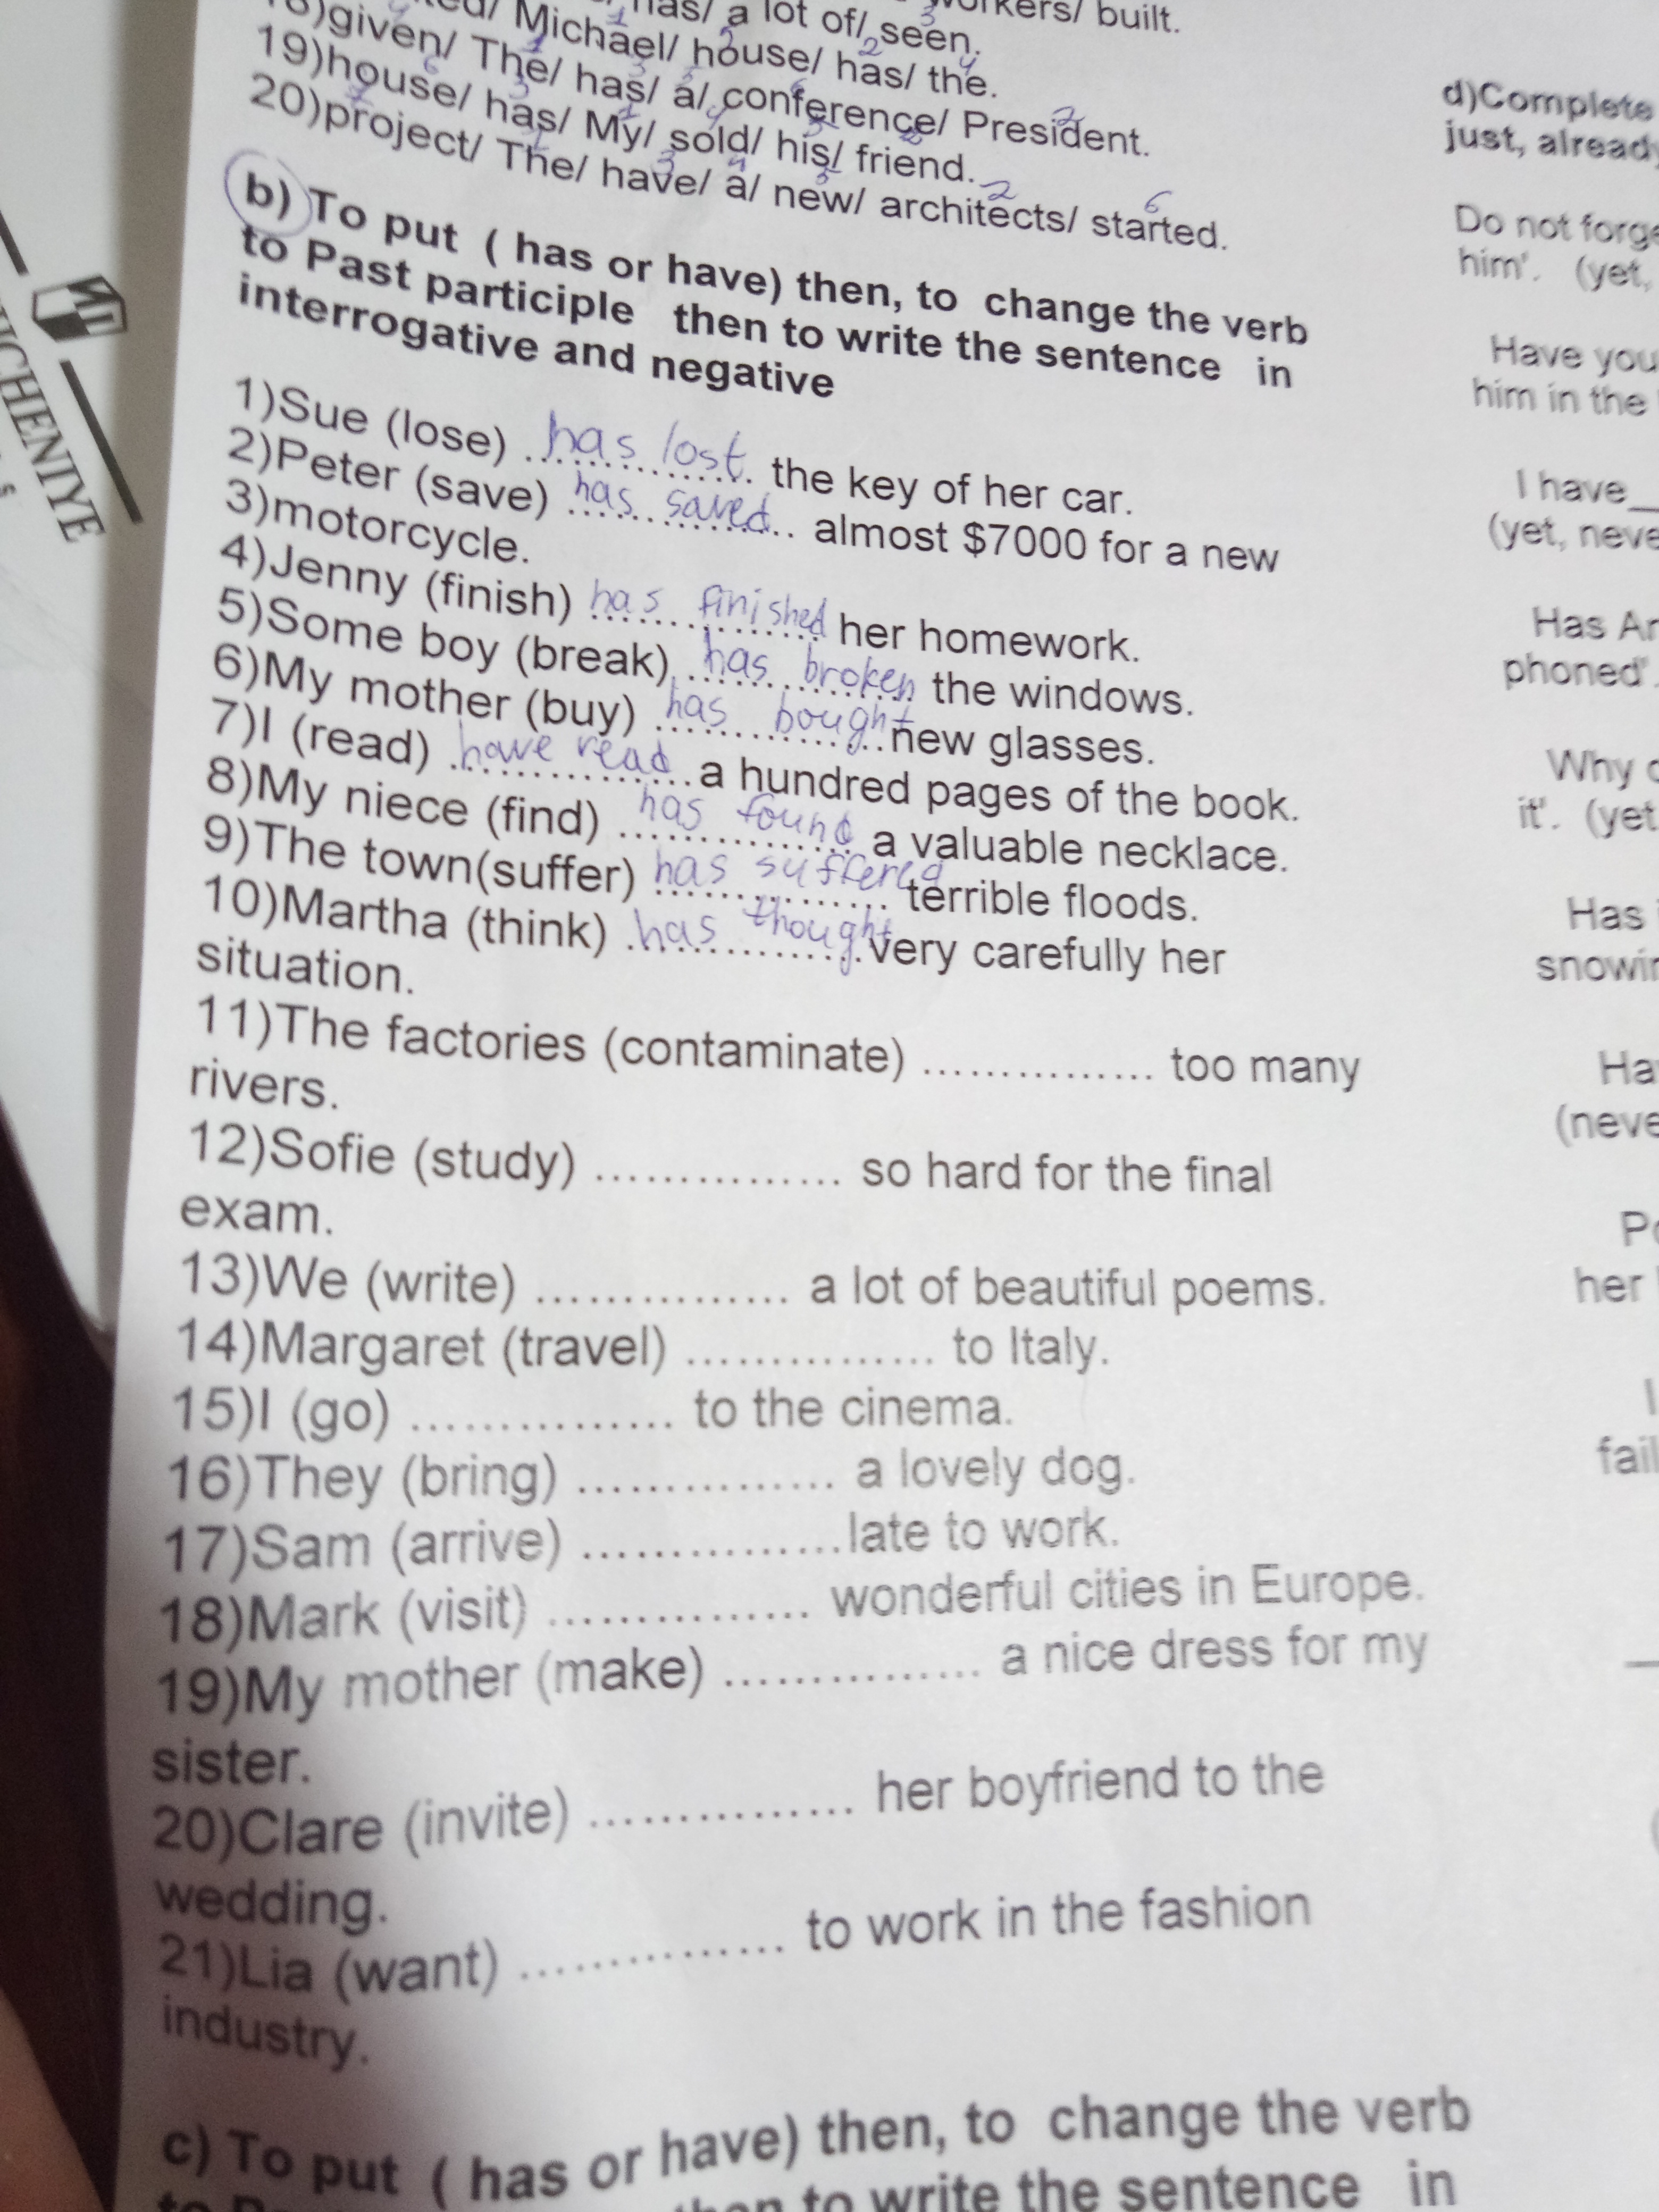 has/ a lot of/ seen.
workers/ built.
given/ Michael/ house/ has/ the.
19)house/ The/ has/ a/ conference/ President.
20)project/ has/ My/ sold/ his/ friend.
The/ have/ a/ new/ architects/ started.
b) To put ( has or have) then, to change the verb
to Past participle then to write the sentence in
interrogative and negative
1)Sue (lose) has lost the key of her car.
2)Peter (save) has saved almost $7000 for a new
3)motorcycle.
4)Jenny (finish) has finished her homework.
5)Some boy (break) has broken the windows.
6)My mother (buy) has bought new glasses.
7)I (read) have read a hundred pages of the book.
8)My niece (find) has found a valuable necklace.
9)The town(suffer) has suffered terrible floods.
10)Martha (think) has thought very carefully her
situation.
11)The factories (contaminate) ................ too many
rivers.
12)Sofie (study) ................ so hard for the final
exam.
13)We (write) ................ a lot of beautiful poems.
14)Margaret (travel) ................ to Italy.
15)I (go) ................ to the cinema.
16)They (bring) ................ a lovely dog.
17)Sam (arrive) ................late to work.
18)Mark (visit) ................ wonderful cities in Europe.
19)My mother (make) ................ a nice dress for my
sister.
20)Clare (invite) ................ her boyfriend to the
wedding.
21)Lia (want) ................ to work in the fashion
industry.
c) To put ( has or have) then, to change the verb
to write the sentence in
d)Complete
just, already
Do not forge
him'. (yet,
Have you
him in the
I have
(yet, neve
Has
phoned'.
Why
it'. (yet
Has
snowin
Ha
(neve
her
fail
CHENIYE